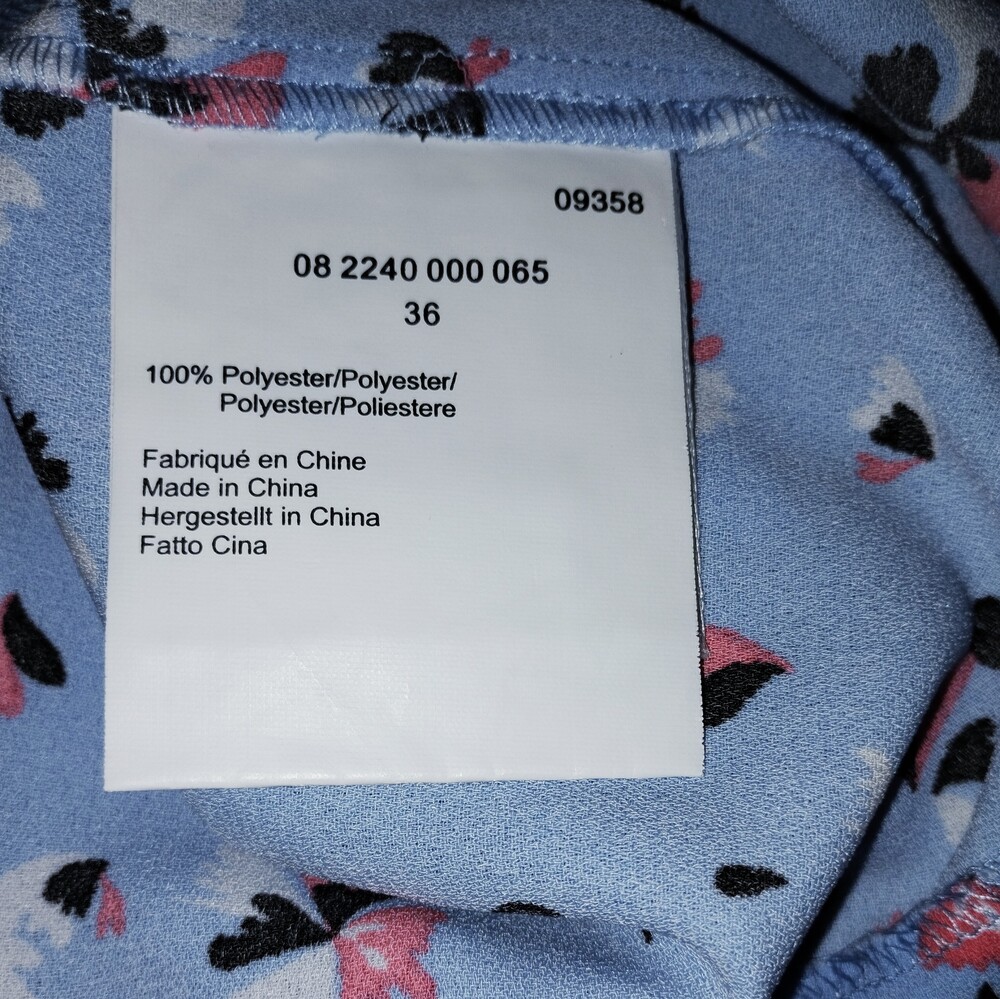 09358
08 2240 000 065
36
100% Polyester/Polyester/
Polyester/Poliestere
Fabriqué en Chine
Made in China
Hergestellt in China
Fatto Cina